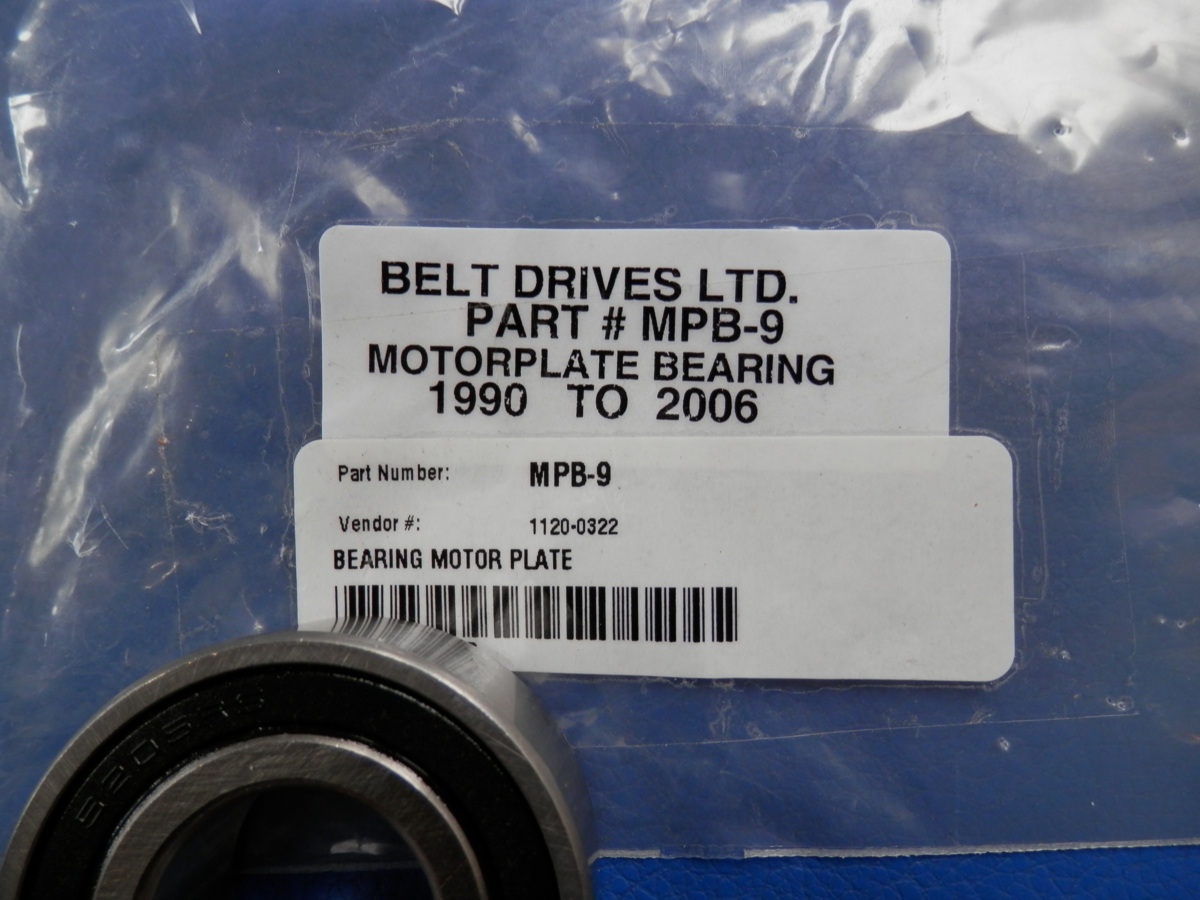 BELT DRIVES LTD.
PART # MPB-9
MOTORPLATE BEARING
1990 TO 2006
Part Number: MPB-9
Vendor #: 1120-0322
BEARING MOTOR PLATE